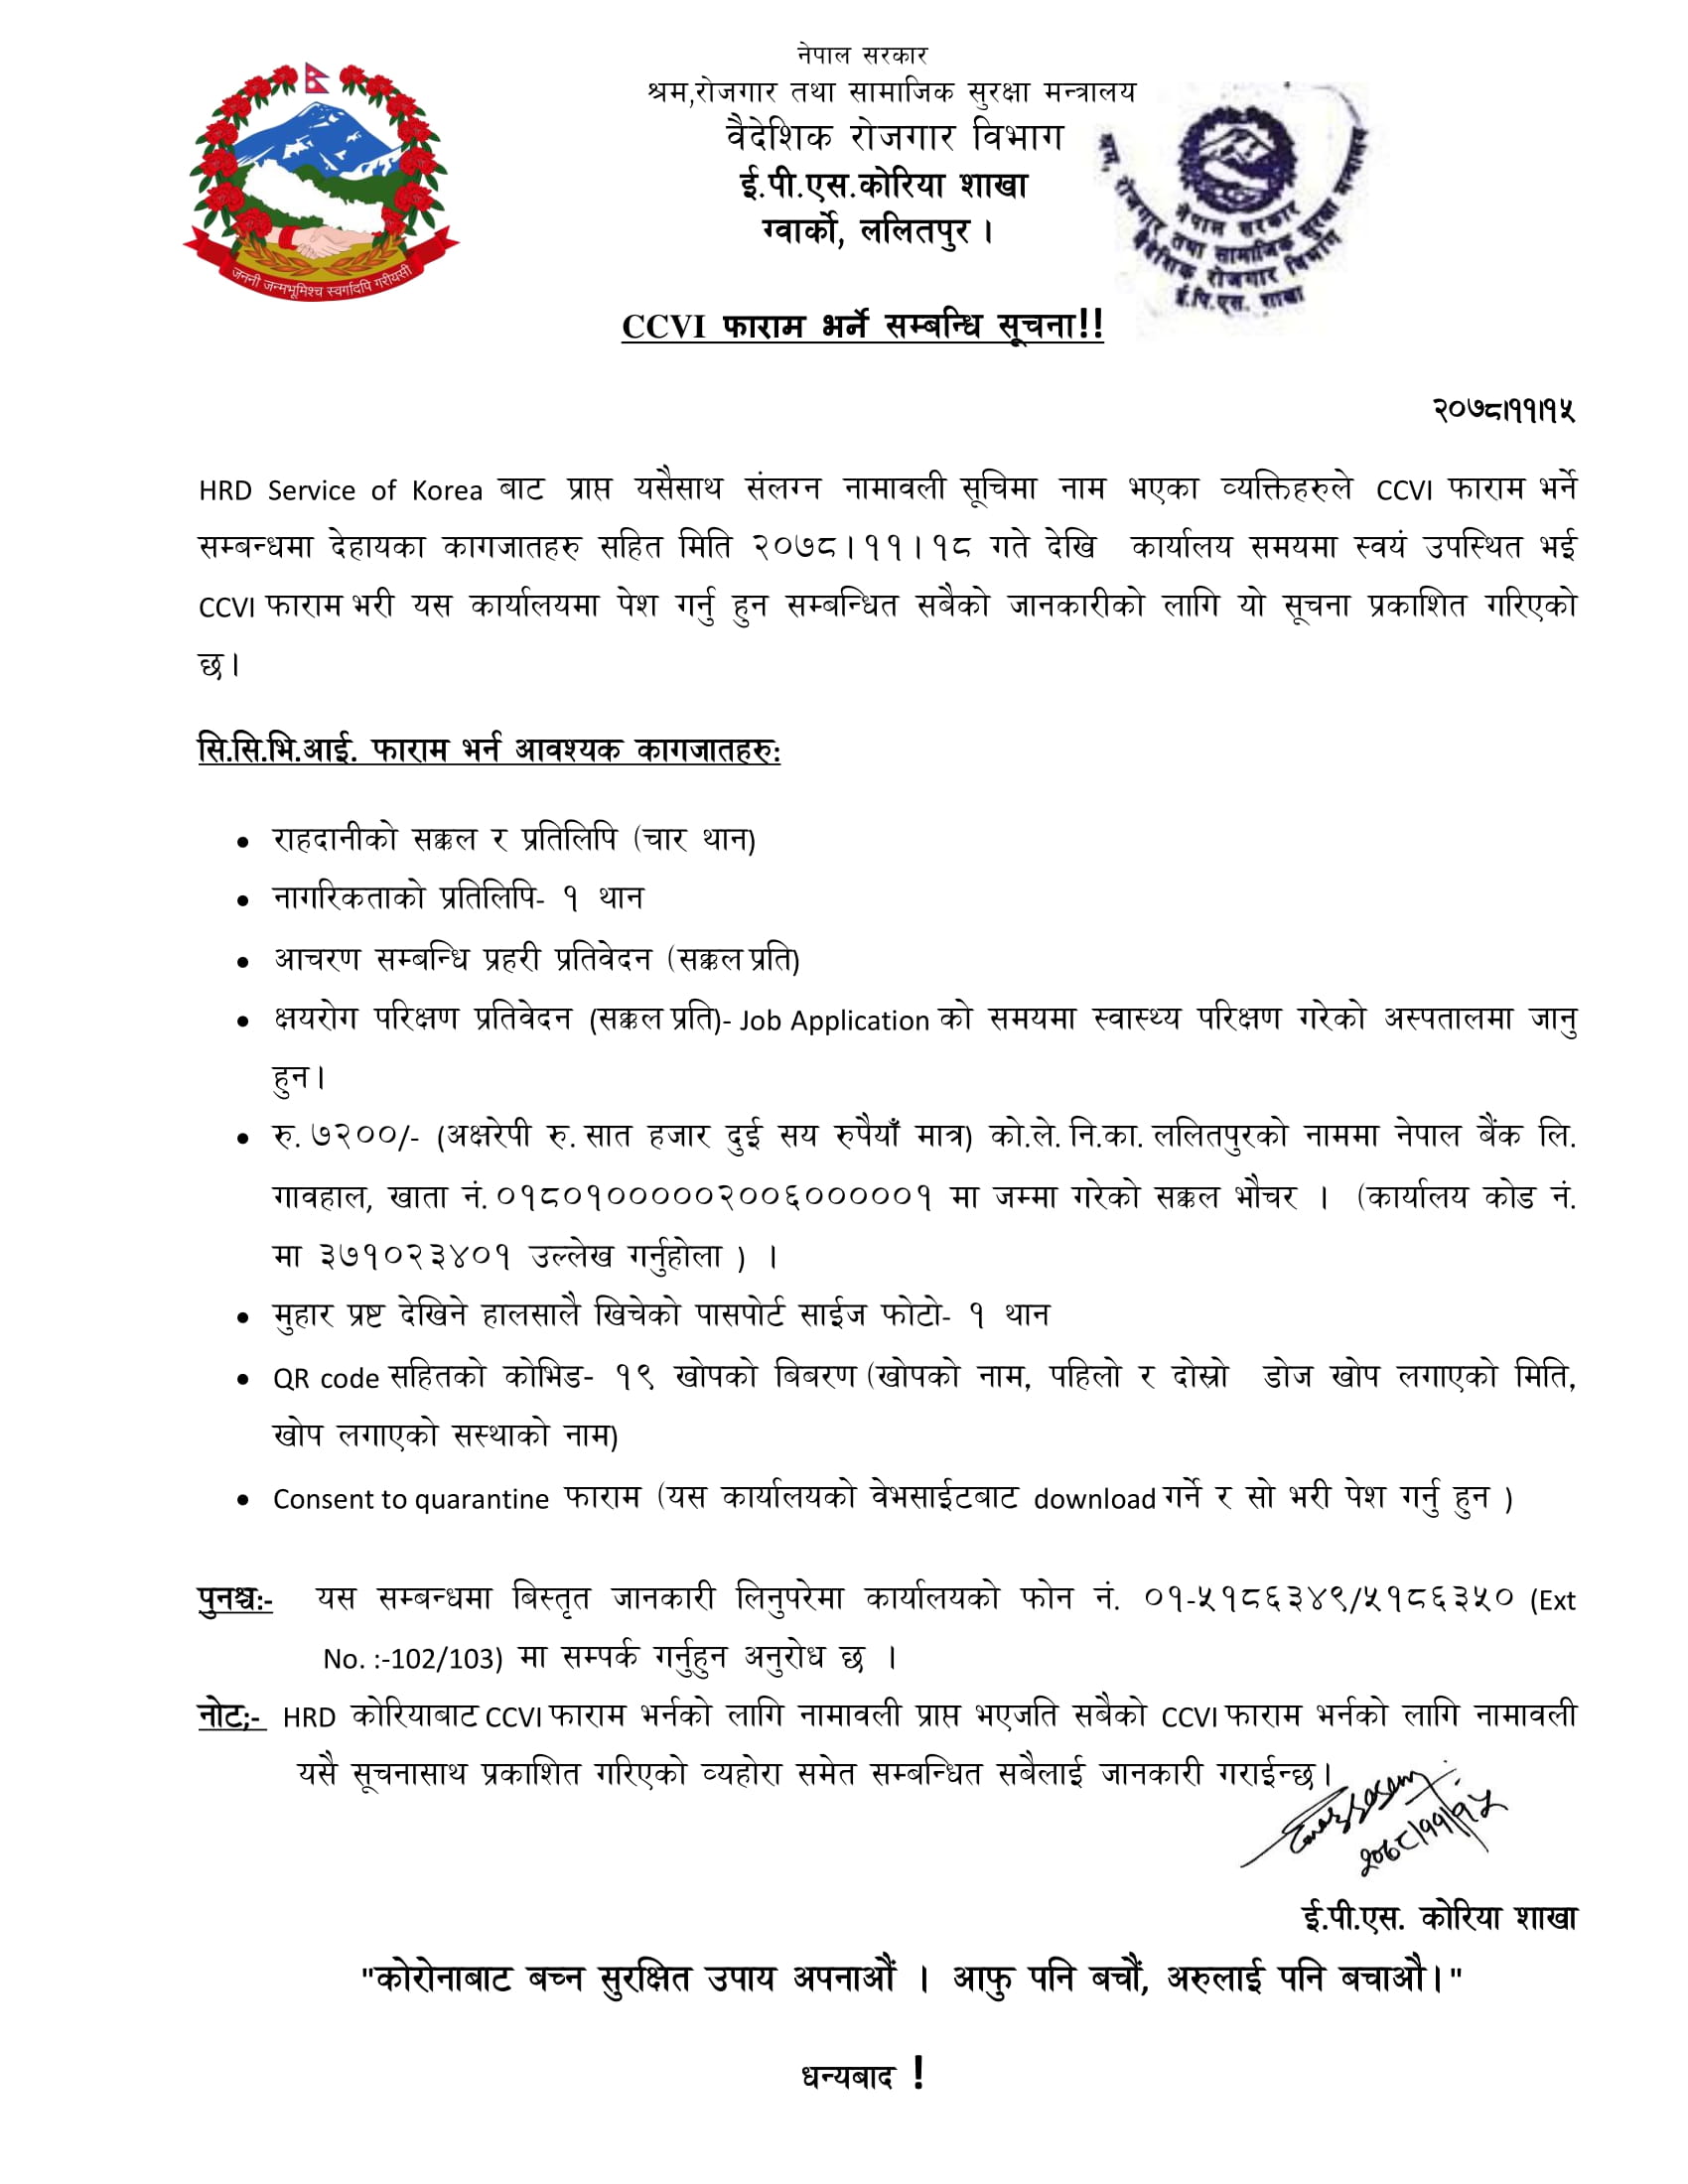 नेपाल सरकार
श्रम,रोजगार तथा सामाजिक सुरक्षा मन्त्रालय
वैदेशिक रोजगार विभाग
ई.पी.एस.कोरिया शाखा
ग्वार्को, ललितपुर ।
जननी जन्मभूमिश्च स्वर्गादपि गरीयसी
नेपाल सरकार
श्रम, रोजगार तथा सामाजिक सुरक्षा मन्त्रालय
वैदेशिक रोजगार विभाग
ई.पि.एस. शाखा
CCVI फाराम भर्ने सम्बन्धि सूचना!!
२०७८।११।१५
HRD Service of Korea बाट प्राप्त यसैसाथ संलग्न नामावली सूचिमा नाम भएका व्यक्तिहरुले CCVI फाराम भर्ने
सम्बन्धमा देहायका कागजातहरु सहित मिति २०७८।११।१८ गते देखि कार्यालय समयमा स्वयं उपस्थित भई
CCVI फाराम भरी यस कार्यालयमा पेश गर्नु हुन सम्बन्धित सबैको जानकारीको लागि यो सूचना प्रकाशित गरिएको
छ।
सि.सि.भि.आई. फाराम भर्न आवश्यक कागजातहरु:
• राहदानीको सक्कल र प्रतिलिपि (चार थान)
• नागरिकताको प्रतिलिपि- १ थान
• आचरण सम्बन्धि प्रहरी प्रतिवेदन (सक्कल प्रति)
• क्षयरोग परिक्षण प्रतिवेदन (सक्कल प्रति)- Job Application को समयमा स्वास्थ्य परिक्षण गरेको अस्पतालमा जानु
हुन।
• रु. ७२००/- (अक्षरेपी रु. सात हजार दुई सय रुपैयाँ मात्र) को.ले. नि.का. ललितपुरको नाममा नेपाल बैंक लि.
गावहाल, खाता नं. ०१८०१०००००२००६०००००१ मा जम्मा गरेको सक्कल भौचर । (कार्यालय कोड नं.
मा ३७१०२३४०१ उल्लेख गर्नुहोला ) ।
• मुहार प्रष्ट देखिने हालसालै खिचेको पासपोर्ट साईज फोटो- १ थान
• QR code सहितको कोभिड- १९ खोपको बिबरण (खोपको नाम, पहिलो र दोस्रो डोज खोप लगाएको मिति,
खोप लगाएको सस्थाको नाम)
• Consent to quarantine फाराम (यस कार्यालयको वेभसाईटबाट download गर्ने र सो भरी पेश गर्नु हुन )
पुनश्चः- यस सम्बन्धमा बिस्तृत जानकारी लिनुपरेमा कार्यालयको फोन नं. ०१-५१८६३४९/५१८६३५० (Ext
No. :-102/103) मा सम्पर्क गर्नुहुन अनुरोध छ ।
नोट;- HRD कोरियाबाट CCVI फाराम भर्नको लागि नामावली प्राप्त भएजति सबैको CCVI फाराम भर्नको लागि नामावली
यसै सूचनासाथ प्रकाशित गरिएको व्यहोरा समेत सम्बन्धित सबैलाई जानकारी गराईन्छ।
२०७८/११/१५
ई.पी.एस. कोरिया शाखा
"कोरोनाबाट बच्न सुरक्षित उपाय अपनाऔं । आफु पनि बचौं, अरुलाई पनि बचाऔ।"
धन्यबाद !